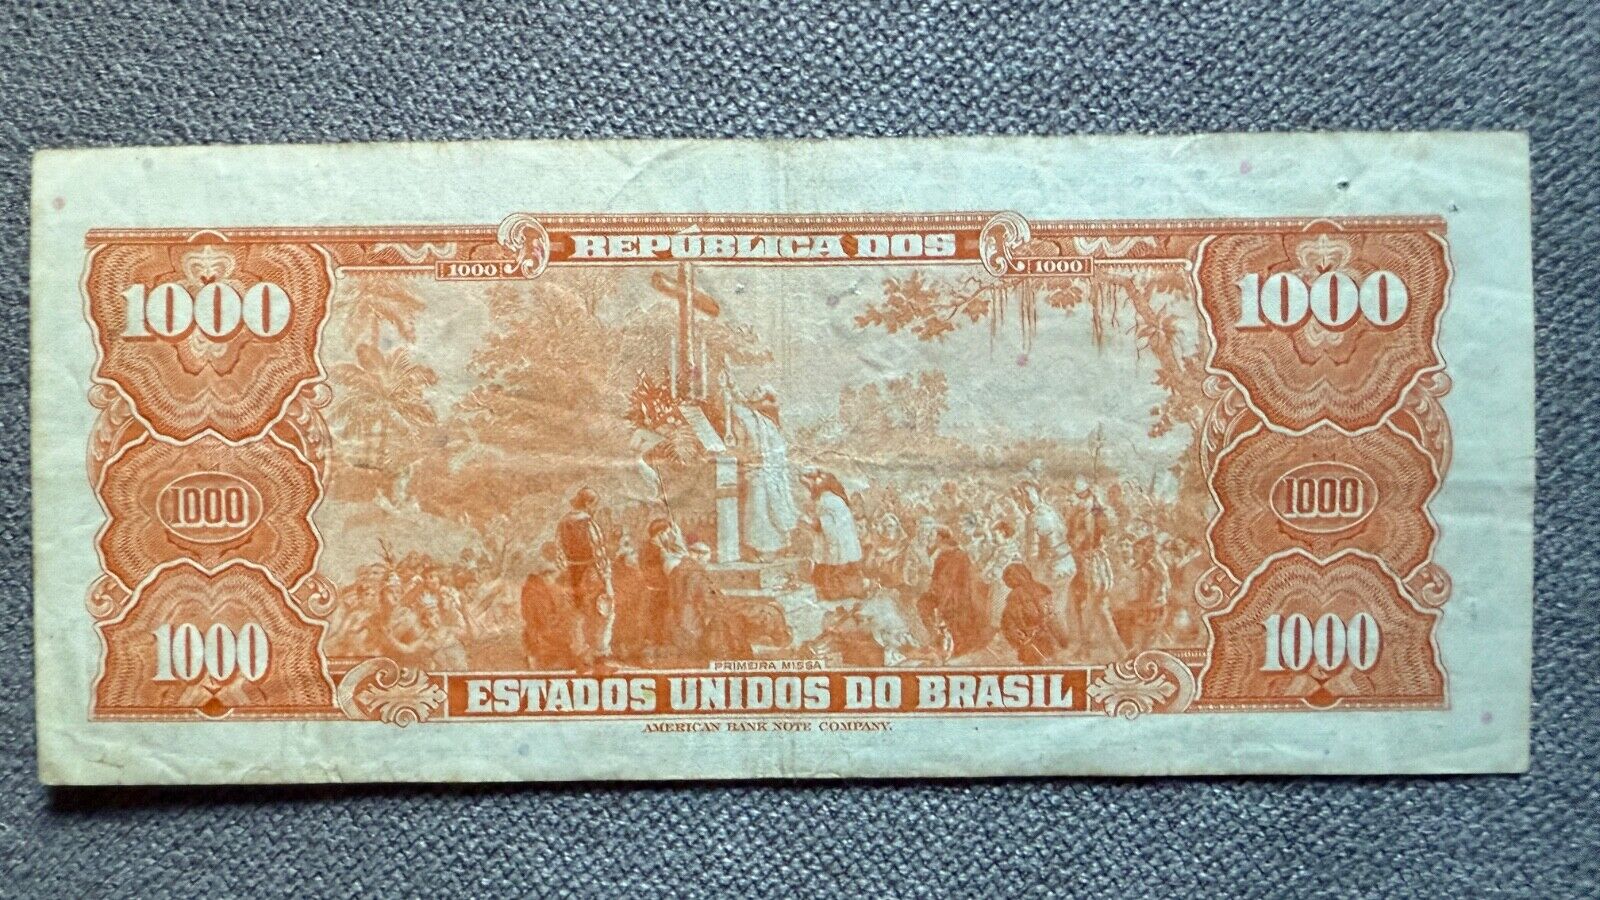 REPÚBLICA DOS
1000 1000
1000 1000
1000 1000
1000 1000
PRIMEIRA MISSA
ESTADOS UNIDOS DO BRASIL
AMERICAN BANK NOTE COMPANY.